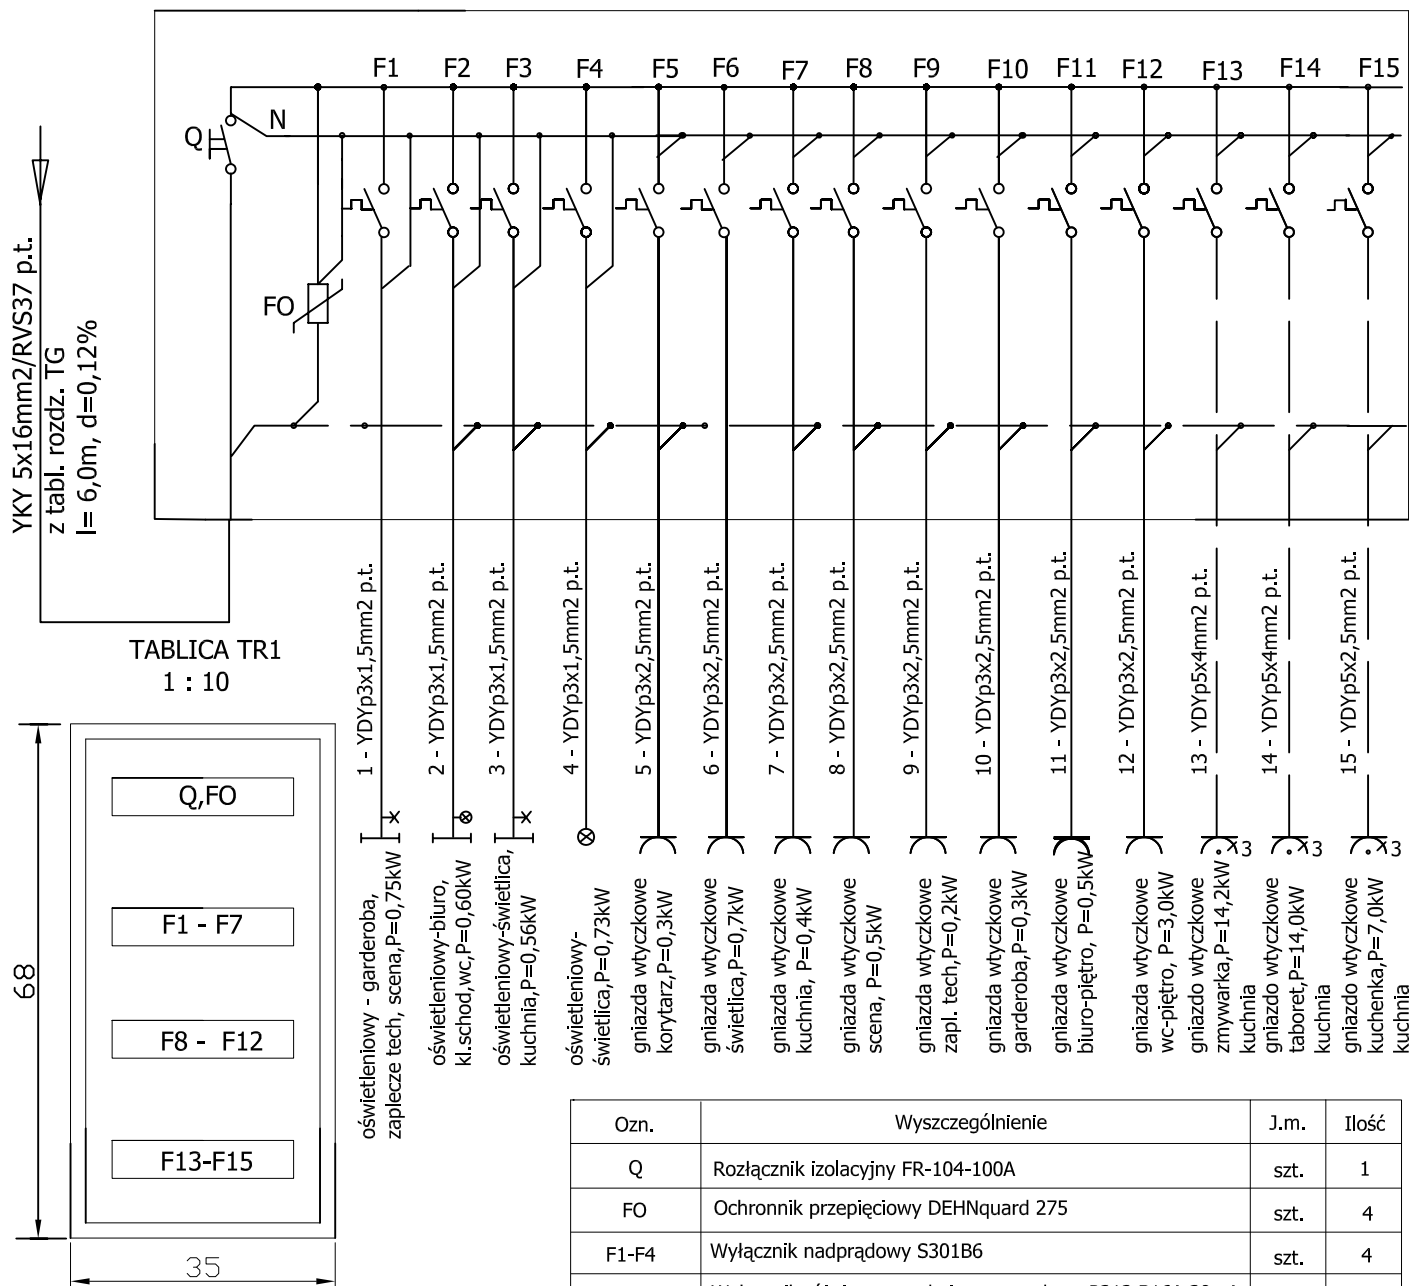 F1 F2 F3 F4 F5 F6 F7 F8 F9 F10 F11 F12 F13 F14 F15
Q
N
FO
YKY 5x16mm2/RVS37 p.t.
z tabl. rozdz. TG
l= 6,0m, d=0,12%
1 - YDYp3x1,5mm2 p.t.
2 - YDYp3x1,5mm2 p.t.
3 - YDYp3x1,5mm2 p.t.
4 - YDYp3x1,5mm2 p.t.
5 - YDYp3x2,5mm2 p.t.
6 - YDYp3x2,5mm2 p.t.
7 - YDYp3x2,5mm2 p.t.
8 - YDYp3x2,5mm2 p.t.
9 - YDYp3x2,5mm2 p.t.
10 - YDYp3x2,5mm2 p.t.
11 - YDYp3x2,5mm2 p.t.
12 - YDYp3x2,5mm2 p.t.
13 - YDYp5x4mm2 p.t.
14 - YDYp5x4mm2 p.t.
15 - YDYp5x2,5mm2 p.t.
3
3
3
oświetleniowy - garderoba,
zaplecze tech, scena,P=0,75kW
oświetleniowy-biuro,
kl.schod,wc,P=0,60kW
oświetleniowy-świetlica,
kuchnia,P=0,56kW
oświetleniowy-
świetlica,P=0,73kW
gniazda wtyczkowe
korytarz,P=0,3kW
gniazda wtyczkowe
świetlica,P=0,7kW
gniazda wtyczkowe
kuchnia, P=0,4kW
gniazda wtyczkowe
scena, P=0,5kW
gniazda wtyczkowe
zapl. tech,P=0,2kW
gniazda wtyczkowe
garderoba,P=0,3kW
gniazda wtyczkowe
biuro-piętro, P=0,5kW
gniazda wtyczkowe
wc-piętro, P=3,0kW
gniazdo wtyczkowe
zmywarka,P=14,2kW
kuchnia
gniazdo wtyczkowe
taboret,P=14,0kW
kuchnia
gniazdo wtyczkowe
kuchenka,P=7,0kW
kuchnia
TABLICA TR1
1 : 10
Q,FO
F1 - F7
F8 - F12
F13-F15
68
35
Ozn. Wyszczególnienie J.m. Ilość
Q Rozłącznik izolacyjny FR-104-100A szt. 1
FO Ochronnik przepięciowy DEHNquard 275 szt. 4
F1-F4 Wyłącznik nadprądowy S301B6 szt. 4